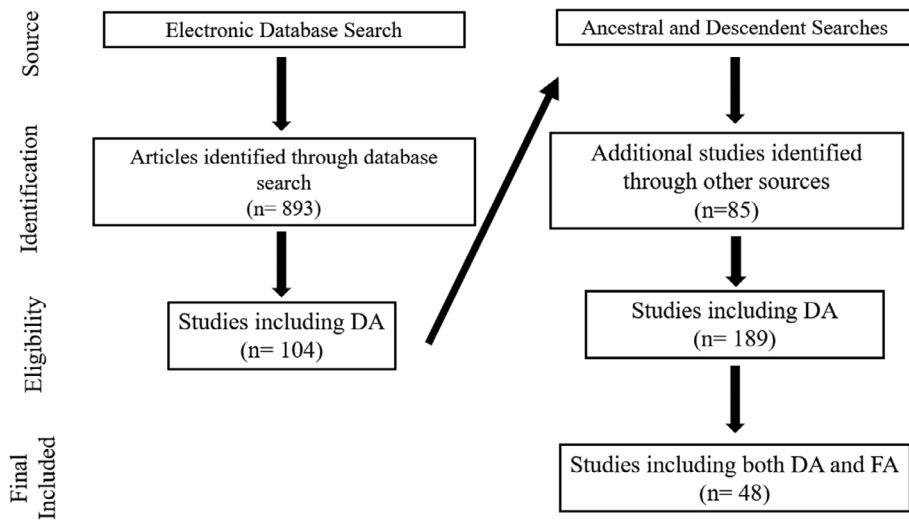 Source
Electronic Database Search
Ancestral and Descendent Searches
Identification
Articles identified through database
search
(n= 893)
Additional studies identified
through other sources
(n=85)
Eligibility
Studies including DA
(n= 104)
Studies including DA
(n= 189)
Final
Included
Studies including both DA and FA
(n= 48)